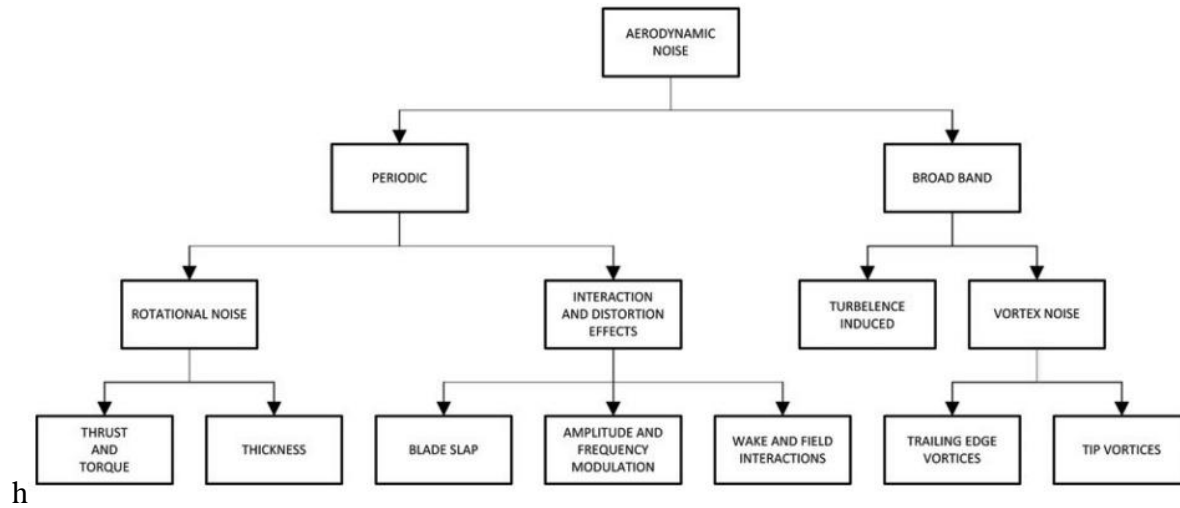 AERODYNAMIC
NOISE
PERIODIC
BROAD BAND
ROTATIONAL NOISE
INTERACTION
AND DISTORTION
EFFECTS
TURBELENCE
INDUCED
VORTEX NOISE
THRUST
AND
TORQUE
THICKNESS
BLADE SLAP
AMPLITUDE AND
FREQUENCY
MODULATION
WAKE AND FIELD
INTERACTIONS
TRAILING EDGE
VORTICES
TIP VORTICES
h